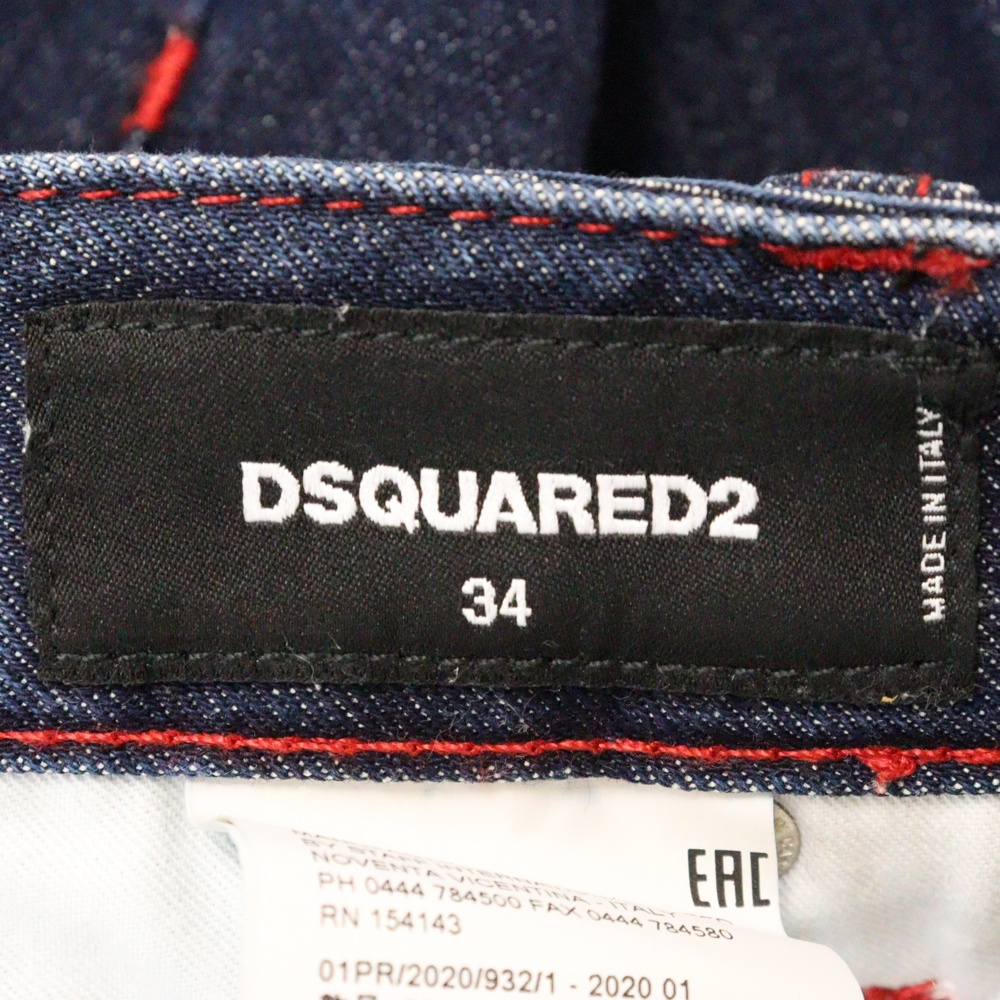 DSQUARED2
34
MADE IN ITALY
EAC
NOVENTA VICENTINA - ITALY
PH 0444 784500 FAX 0444 784580
RN 154143
01PR/2020/932/1 - 2020 01